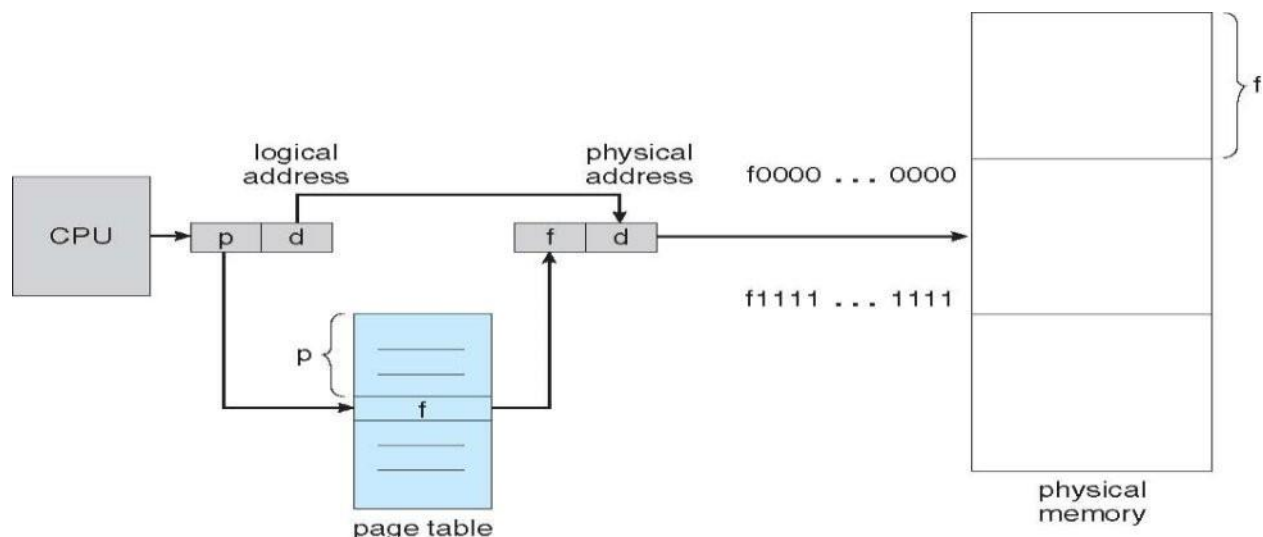 f
logical
address
physical
address
f0000 ... 0000
CPU
p
d
f
d
f1111 ... 1111
p
f
page table
physical
memory